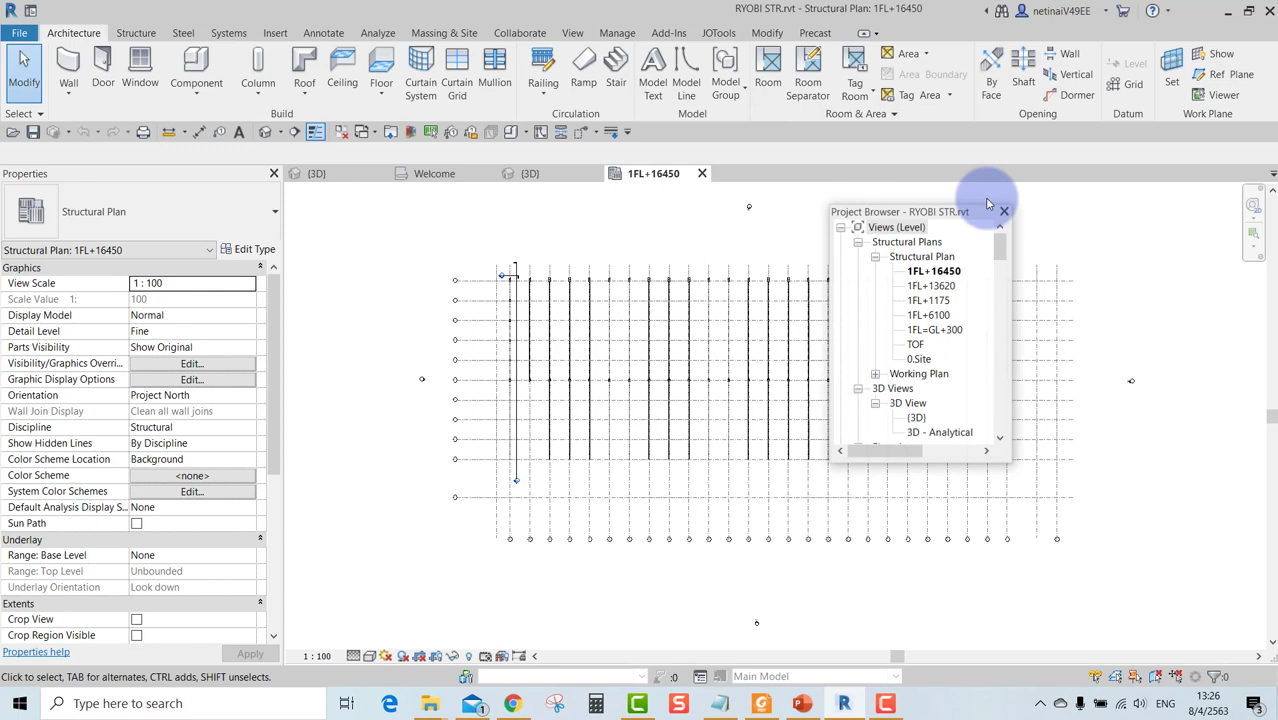 RYOBI STR.rvt - Structural Plan: 1FL+16450
netinaiV49EE
File Architecture Structure Steel Systems Insert Annotate Analyze Massing & Site Collaborate View Manage Add-Ins JOTools Modify Precast
Modify Wall Door Window Component Column Roof Ceiling Curtain System Curtain Grid Mullion Railing Ramp Stair Model Text Model Line Model Group Room Room Separator Tag Room By Face Shaft Set
Area Wall Show
Area Boundary Vertical Level Ref Plane
Tag Area Dormer Grid Viewer
Select Build Circulation Model Room & Area Opening Datum Work Plane
Properties
{3D} Welcome {3D} 1FL+16450
Structural Plan
Structural Plan: 1FL+16450 Edit Type
Graphics
View Scale 1 : 100
Scale Value 1: 100
Display Model Normal
Detail Level Fine
Parts Visibility Show Original
Visibility/Graphics Overri... Edit...
Graphic Display Options Edit...
Orientation Project North
Wall Join Display Clean all wall joins
Discipline Structural
Show Hidden Lines By Discipline
Color Scheme Location Background
Color Scheme <none>
System Color Schemes Edit...
Default Analysis Display S... None
Sun Path
Underlay
Range: Base Level None
Range: Top Level Unbounded
Underlay Orientation Look down
Extents
Crop View
Crop Region Visible
Properties help Apply
Project Browser - RYOBI STR.rvt
Views (Level)
Structural Plans
Structural Plan
1FL+16450
1FL+13620
1FL+1175
1FL+6100
1FL=GL+300
TOF
0.Site
Working Plan
3D Views
3D View
{3D}
3D - Analytical
1 : 100
Click to select, TAB for alternates, CTRL adds, SHIFT unselects.
:0 Main Model :0
Type here to search
ENG 13:26
8/4/2563